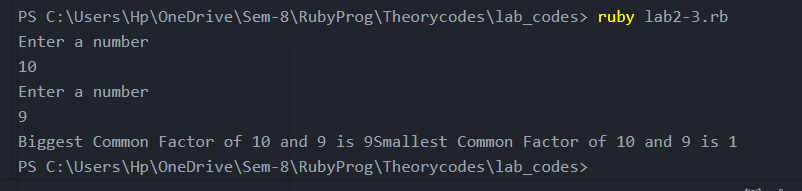 PS C:\Users\Hp\OneDrive\Sem-8\RubyProg\Theorycodes\lab_codes> ruby lab2-3.rb
Enter a number
10
Enter a number
9
Biggest Common Factor of 10 and 9 is 9Smallest Common Factor of 10 and 9 is 1
PS C:\Users\Hp\OneDrive\Sem-8\RubyProg\Theorycodes\lab_codes>